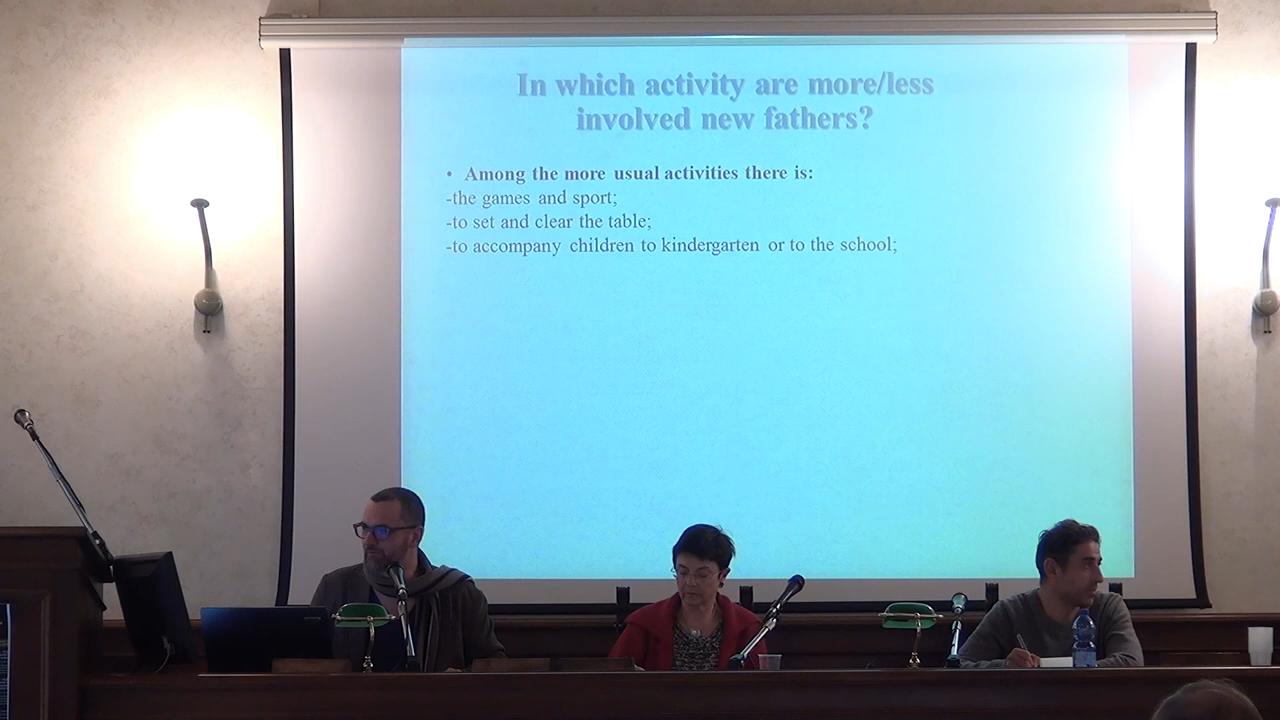 In which activity are more/less
involved new fathers?
• Among the more usual activities there is:
-the games and sport;
-to set and clear the table;
-to accompany children to kindergarten or to the school;